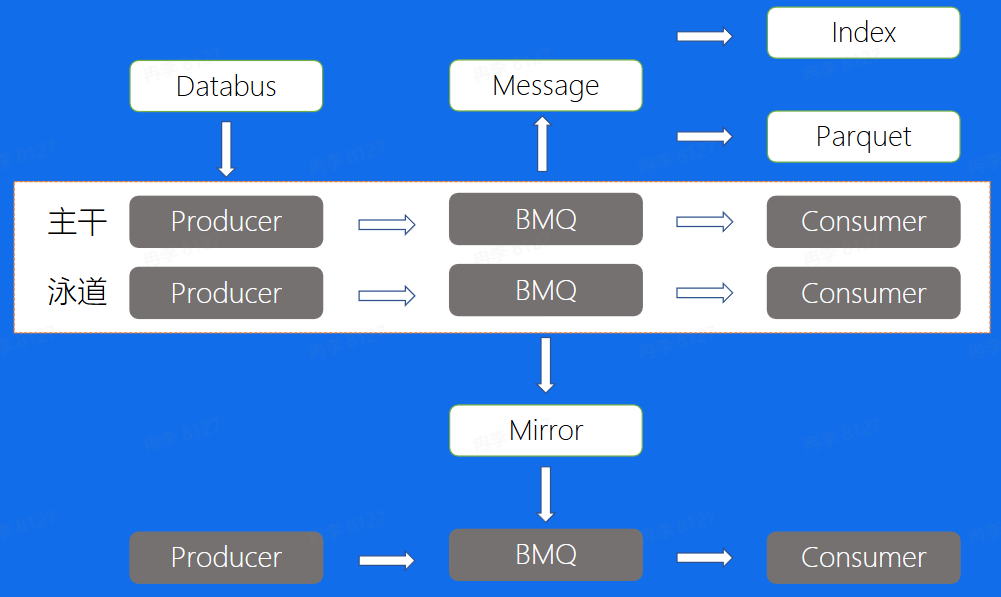 Index
Databus
Message
Parquet
主干 Producer BMQ Consumer
泳道 Producer BMQ Consumer
Mirror
Producer BMQ Consumer